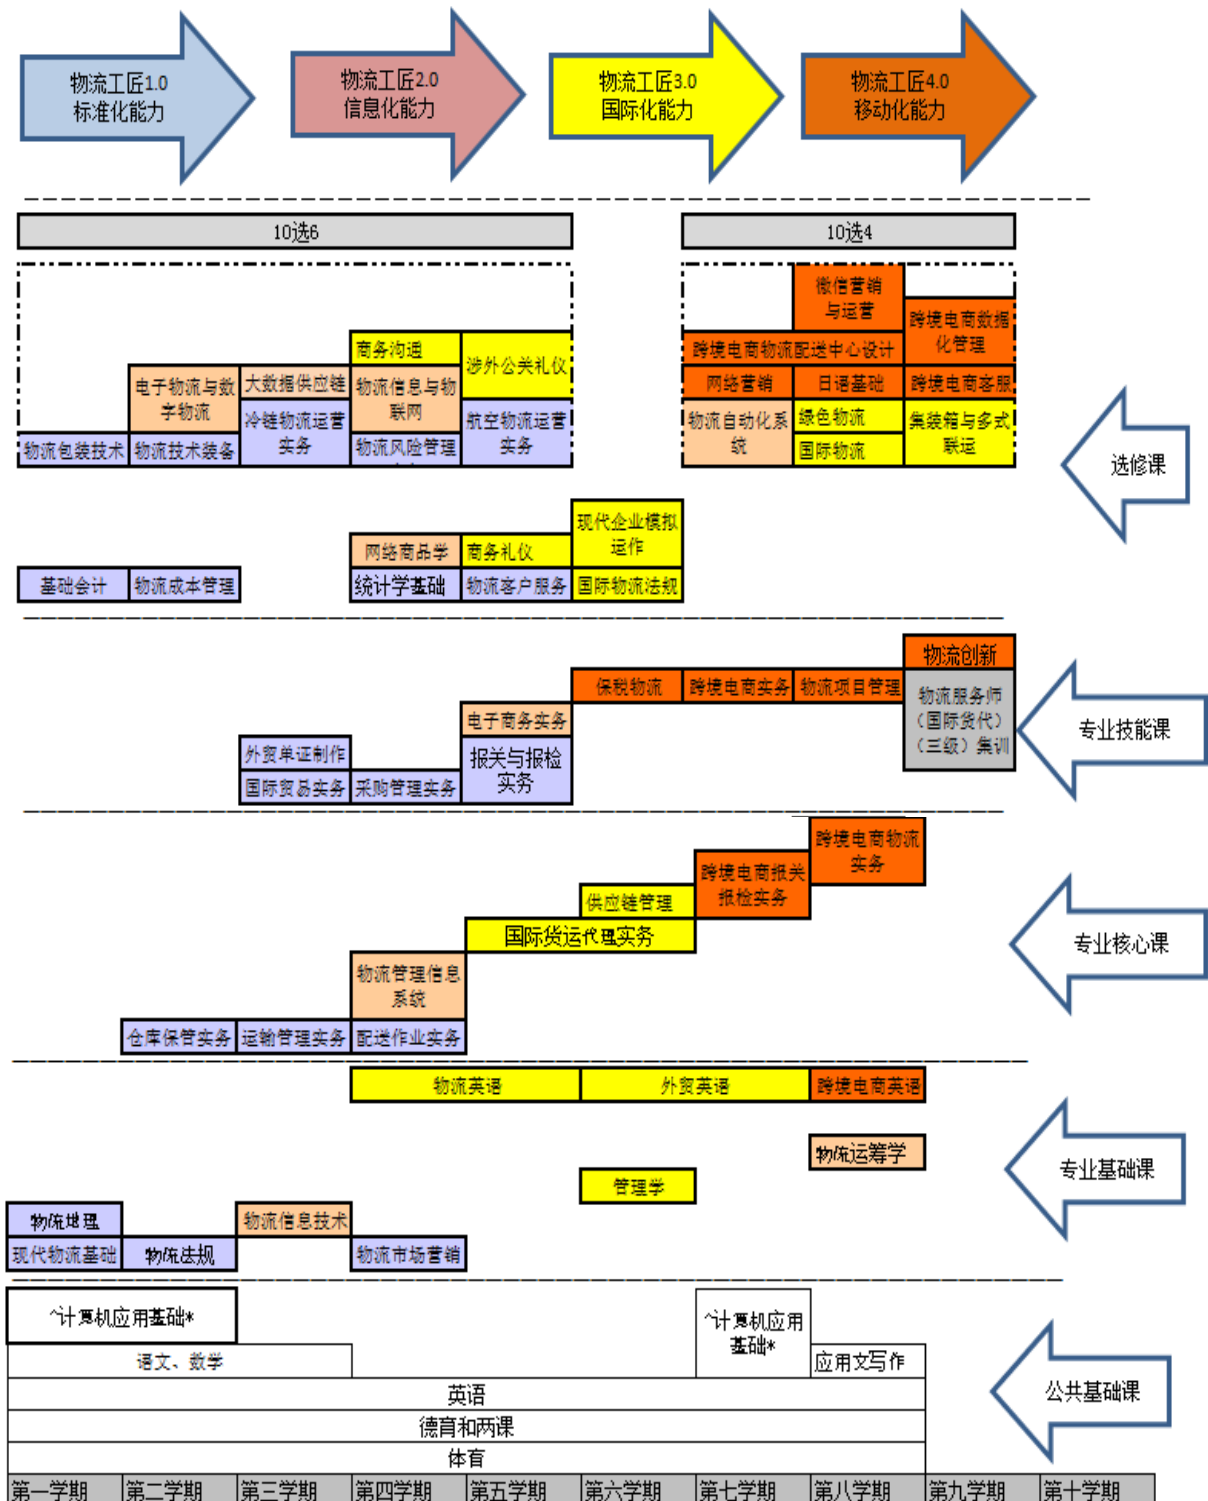 物流工匠1.0
标准化能力
物流工匠2.0
信息化能力
物流工匠3.0
国际化能力
物流工匠4.0
移动化能力
10选6
10选4
微信营销
与运营
跨境电商数据
化管理
商务沟通
涉外公关礼仪
跨境电商物流配送中心设计
电子物流与数
字物流
大数据供应链
物流信息与物
联网
网络营销
日语基础
跨境电商客服
冷链物流运营
实务
航空物流运营
实务
物流自动化系
统
绿色物流
集装箱与多式
联运
物流包装技术
物流技术装备
物流风险管理
国际物流
选修课
现代企业模拟
运作
网络商品学
商务礼仪
基础会计
物流成本管理
统计学基础
物流客户服务
国际物流法规
物流创新
保税物流
跨境电商实务
物流项目管理
物流服务师
（国际货代）
（三级）集训
电子商务实务
外贸单证制作
报关与报检
实务
国际贸易实务
采购管理实务
专业技能课
跨境电商物流
实务
跨境电商报关
报检实务
供应链管理
国际货运代理实务
物流管理信息
系统
仓库保管实务
运输管理实务
配送作业实务
专业核心课
物流英语
外贸英语
跨境电商英语
物流运筹学
管理学
物流地理
物流信息技术
现代物流基础
物流法规
物流市场营销
专业基础课
^计算机应用基础*
^计算机应用
基础*
语文、数学
应用文写作
英语
德育和两课
体育
公共基础课
第一学期
第二学期
第三学期
第四学期
第五学期
第六学期
第七学期
第八学期
第九学期
第十学期